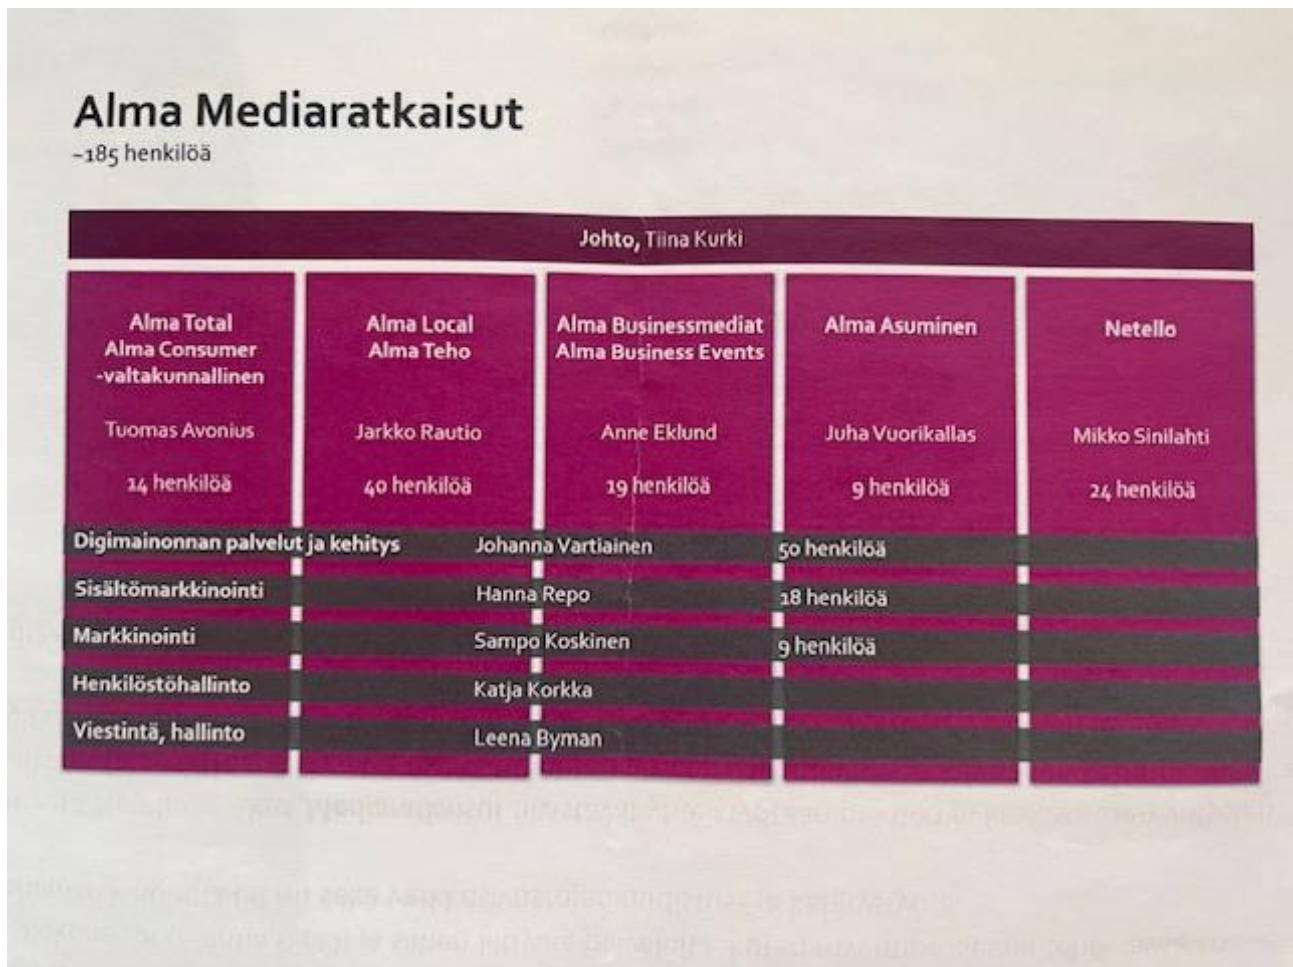 Alma Mediaratkaisut
~185 henkilöä
Johto, Tiina Kurki
Alma Total
Alma Consumer
-valtakunnallinen
Tuomas Avonius
14 henkilöä
Alma Local
Alma Teho
Jarkko Rautio
40 henkilöä
Alma Businessmediat
Alma Business Events
Anne Eklund
19 henkilöä
Alma Asuminen
Juha Vuorikallas
9 henkilöä
Netello
Mikko Sinilahti
24 henkilöä
Digimainonnan palvelut ja kehitys Johanna Vartiainen 50 henkilöä
Sisältömarkkinointi Hanna Repo 18 henkilöä
Markkinointi Sampo Koskinen 9 henkilöä
Henkilöstöhallinto Katja Korkka
Viestintä, hallinto Leena Byman